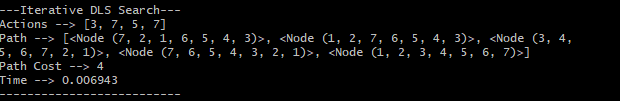 ---Iterative DLS Search---
Actions --> [3, 7, 5, 7]
Path --> [<Node (7, 2, 1, 6, 5, 4, 3)>, <Node (1, 2, 7, 6, 5, 4, 3)>, <Node (3, 4,
5, 6, 7, 2, 1)>, <Node (7, 6, 5, 4, 3, 2, 1)>, <Node (1, 2, 3, 4, 5, 6, 7)>]
Path Cost --> 4
Time --> 0.006943
--------------------------